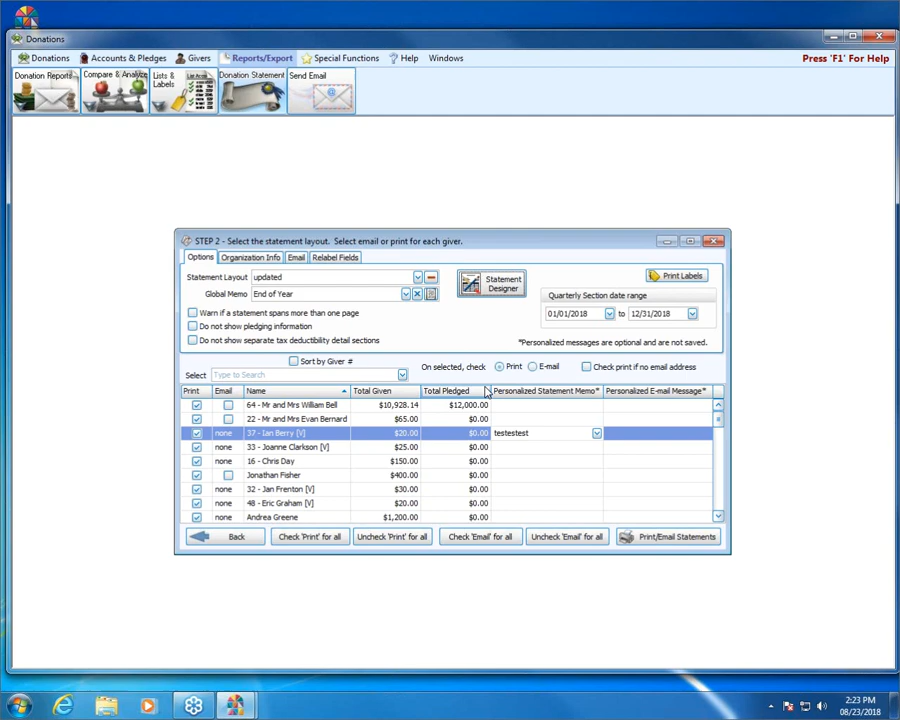 Donations
Donations Accounts & Pledges Givers Reports/Export Special Functions Help Windows Press 'F1' For Help
Donation Reports Compare & Analyze Lists & Labels Donation Statement Send Email
STEP 2 - Select the statement layout. Select email or print for each giver.
Options Organization Info Email Relabel Fields
Statement Layout updated
Global Memo End of Year
Statement Designer
Print Labels
Quarterly Section date range
01/01/2018 to 12/31/2018
Warn if a statement spans more than one page
Do not show pledging information
Do not show separate tax deductibility detail sections
*Personalized messages are optional and are not saved.
Sort by Giver #
Select Type to Search
On selected, check Print E-mail Check print if no email address
Print Email Name Total Given Total Pledged Personalized Statement Memo* Personalized E-mail Message*
64 - Mr and Mrs William Bell $10,928.14 $12,000.00
22 - Mr and Mrs Evan Bernard $65.00 $0.00
none 37 - Ian Berry [V] $20.00 $0.00 testestest
none 33 - Joanne Clarkson [V] $25.00 $0.00
none 16 - Chris Day $150.00 $0.00
Jonathan Fisher $400.00 $0.00
none 32 - Jan Frenton [V] $30.00 $0.00
none 48 - Eric Graham [V] $20.00 $0.00
none Andrea Greene $1,200.00 $0.00
Back Check 'Print' for all Uncheck 'Print' for all Check 'Email' for all Uncheck 'Email' for all Print/Email Statements
2:23 PM
08/23/2018